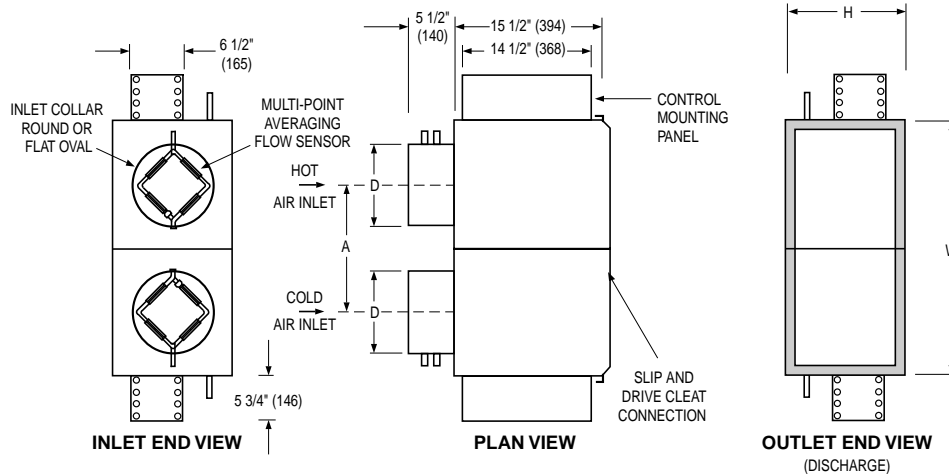 6 1/2"
(165)
INLET COLLAR
ROUND OR
FLAT OVAL
MULTI-POINT
AVERAGING
FLOW SENSOR
5 3/4" (146)
INLET END VIEW
5 1/2"
(140)
15 1/2" (394)
14 1/2" (368)
CONTROL
MOUNTING
PANEL
HOT
AIR INLET
D
A
COLD
AIR INLET
D
SLIP AND
DRIVE CLEAT
CONNECTION
PLAN VIEW
H
OUTLET END VIEW
(DISCHARGE)